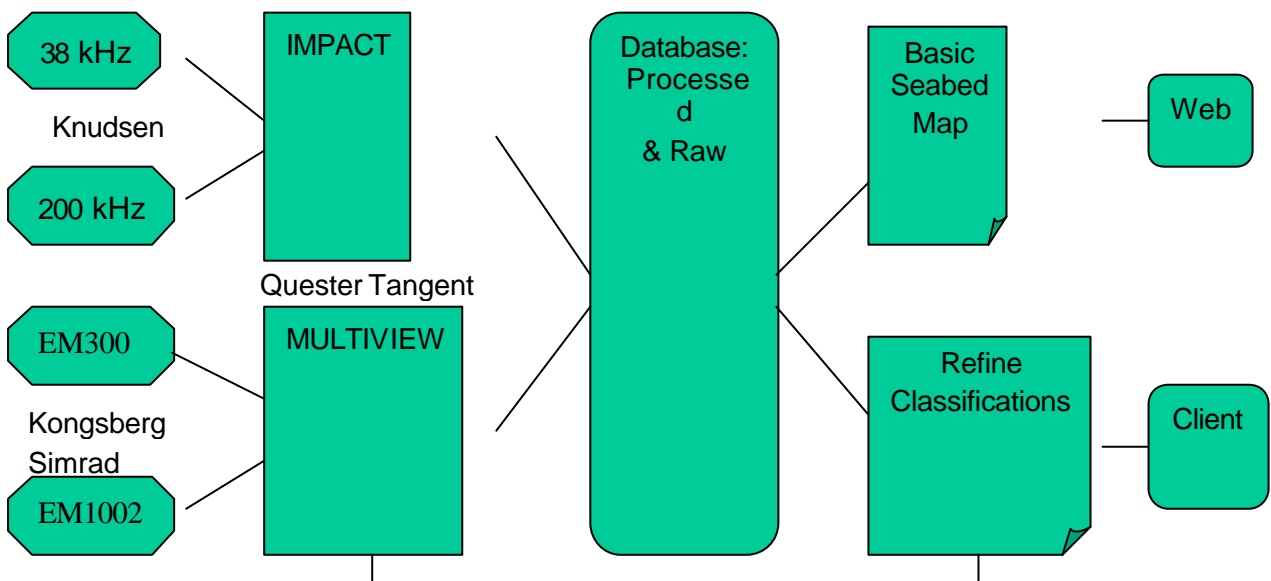 38 kHz
Knudsen
200 kHz
IMPACT
Quester Tangent
EM300
Kongsberg
Simrad
EM1002
MULTIVIEW
Database:
Processe
d
& Raw
Basic
Seabed
Map
Web
Refine
Classifications
Client